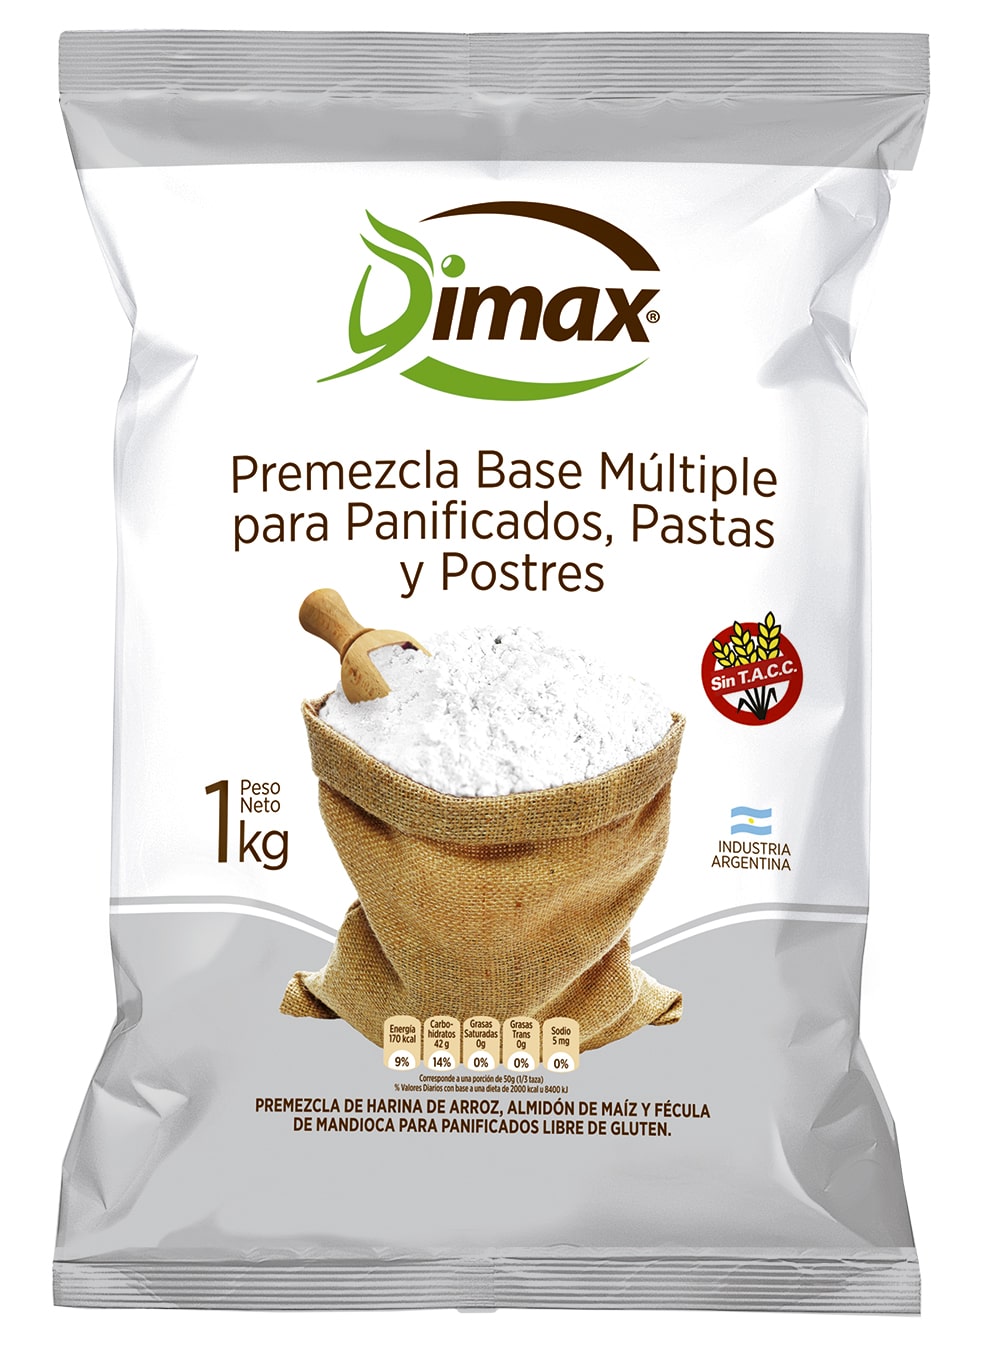 Dimax®
Premezcla Base Múltiple
para Panificados, Pastas
y Postres
Sin T.A.C.C.
1 kg
Peso
Neto
INDUSTRIA
ARGENTINA
Energía
170 kcal
9%
Carbo-
hidratos
42 g
14%
Grasas
Saturadas
0g
0%
Grasas
Trans
0g
0%
Sodio
5 mg
0%
Corresponde a una porción de 50g (1/3 taza)
% Valores Diarios con base a una dieta de 2000 kcal u 8400 kJ
PREMEZCLA DE HARINA DE ARROZ, ALMIDÓN DE MAÍZ Y FÉCULA
DE MANDIOCA PARA PANIFICADOS LIBRE DE GLUTEN.